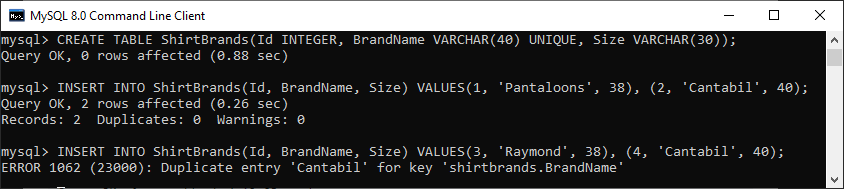 MySQL 8.0 Command Line Client
mysql> CREATE TABLE ShirtBrands(Id INTEGER, BrandName VARCHAR(40) UNIQUE, Size VARCHAR(30));
Query OK, 0 rows affected (0.88 sec)
mysql> INSERT INTO ShirtBrands(Id, BrandName, Size) VALUES(1, 'Pantaloons', 38), (2, 'Cantabil', 40);
Query OK, 2 rows affected (0.26 sec)
Records: 2  Duplicates: 0  Warnings: 0
mysql> INSERT INTO ShirtBrands(Id, BrandName, Size) VALUES(3, 'Raymond', 38), (4, 'Cantabil', 40);
ERROR 1062 (23000): Duplicate entry 'Cantabil' for key 'shirtbrands.BrandName'